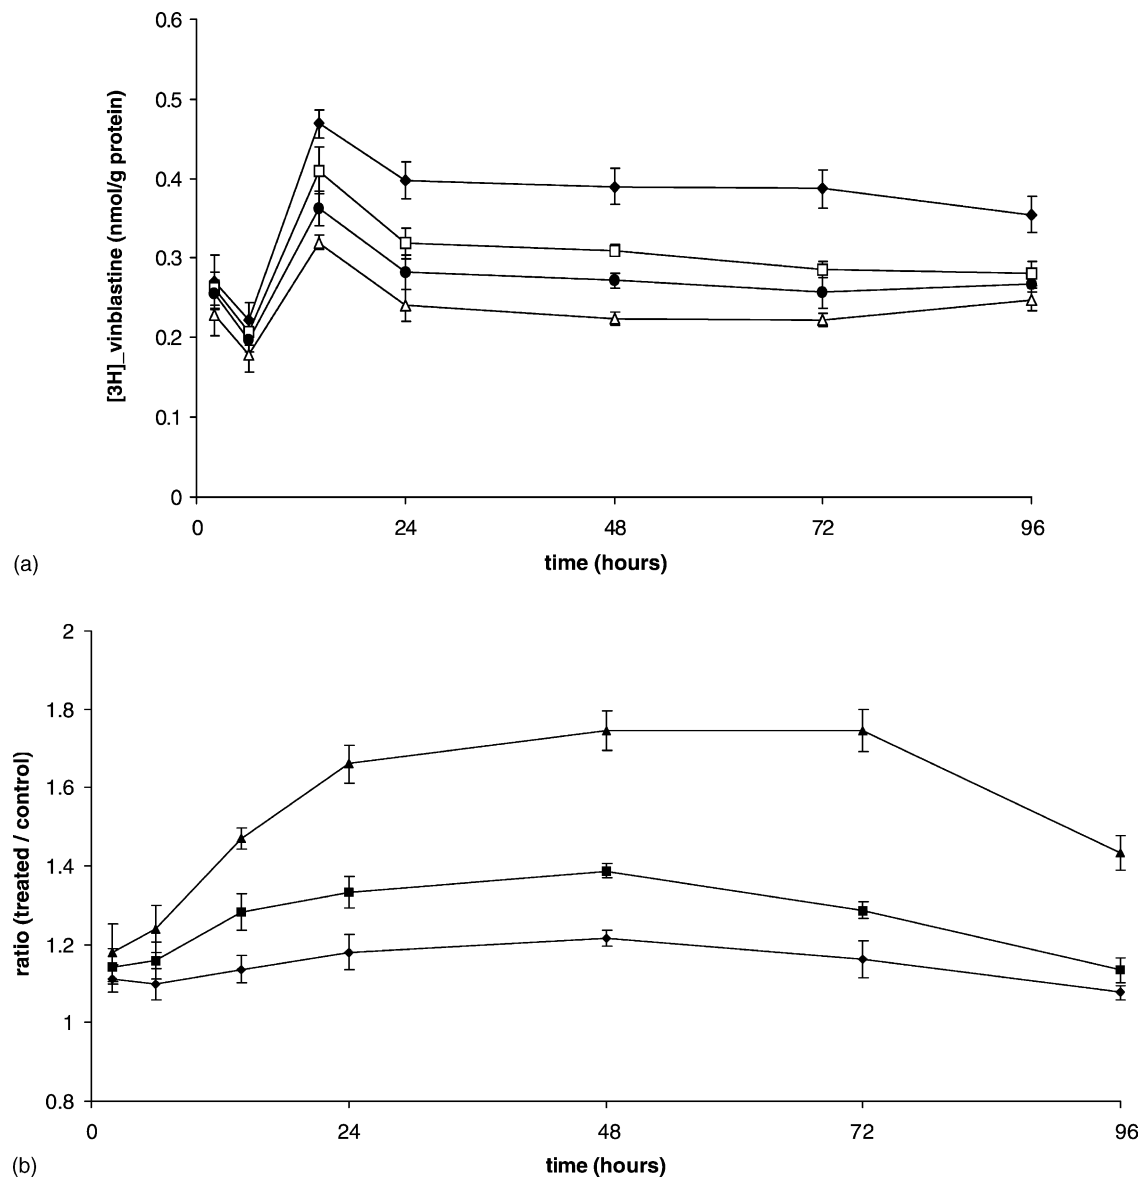 0.6
0.5
0.4
0.3
0.2
0.1
0
[3H]_vinblastine (nmol/g protein)
0 24 48 72 96
time (hours)
(a)
2
1.8
1.6
1.4
1.2
1
0.8
ratio (treated / control)
0 24 48 72 96
time (hours)
(b)